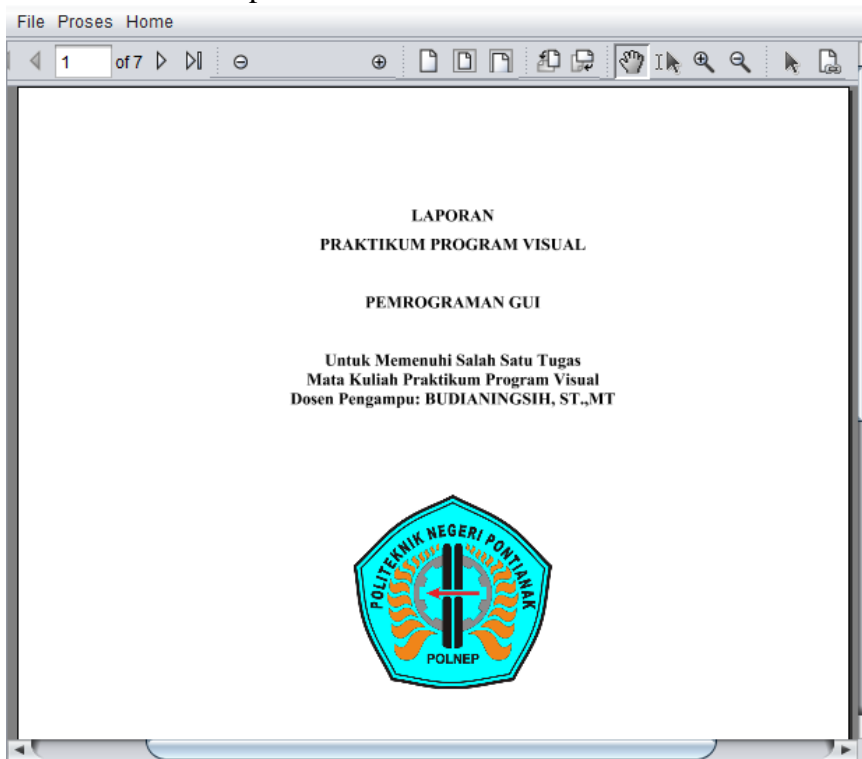 File Proses Home
1 of 7
LAPORAN
PRAKTIKUM PROGRAM VISUAL
PEMROGRAMAN GUI
Untuk Memenuhi Salah Satu Tugas
Mata Kuliah Praktikum Program Visual
Dosen Pengampu: BUDIANINGSIH, ST.,MT
POLITEKNIK NEGERI PONTIANAK
POLNEP